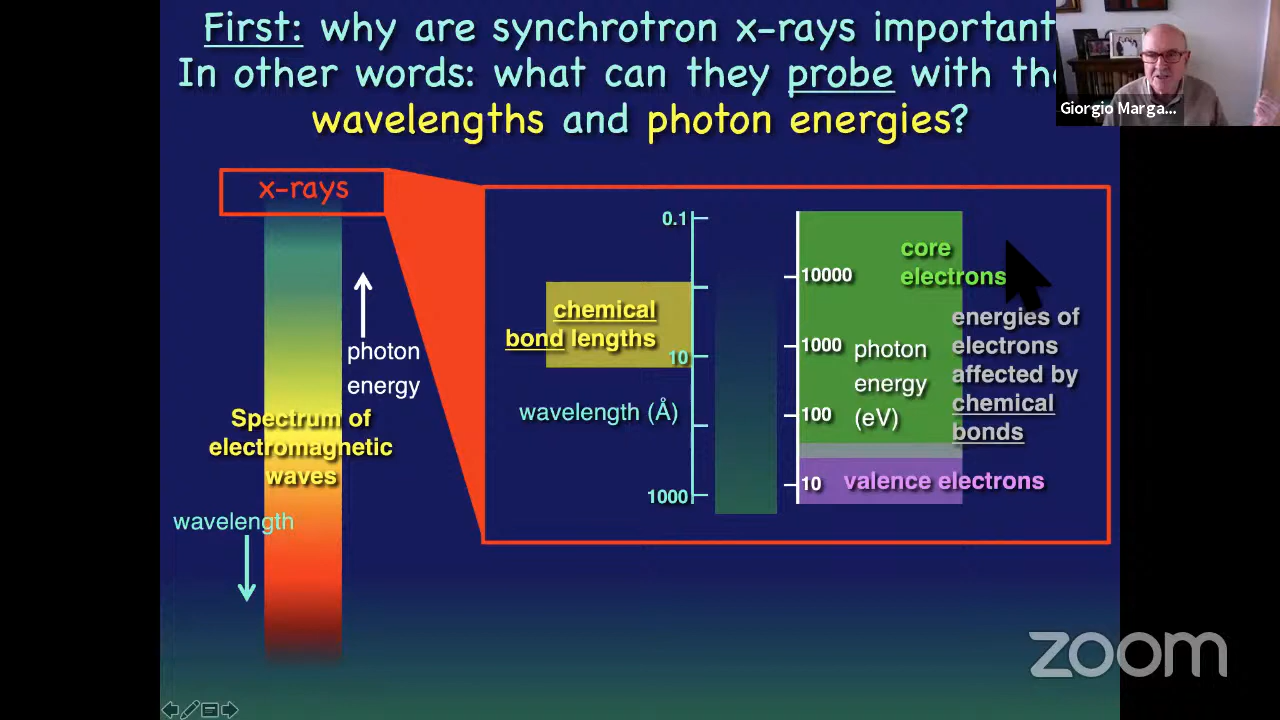 First: why are synchrotron x-rays important
In other words: what can they probe with
wavelengths and photon energies?
Giorgio Marga...
x-rays
photon
energy
Spectrum of
electromagnetic
waves
wavelength
0.1
10
1000
chemical
bond lengths
wavelength (Å)
10000
1000
100
10
photon
energy
(eV)
core
electrons
energies of
electrons
affected by
chemical
bonds
valence electrons
zoom